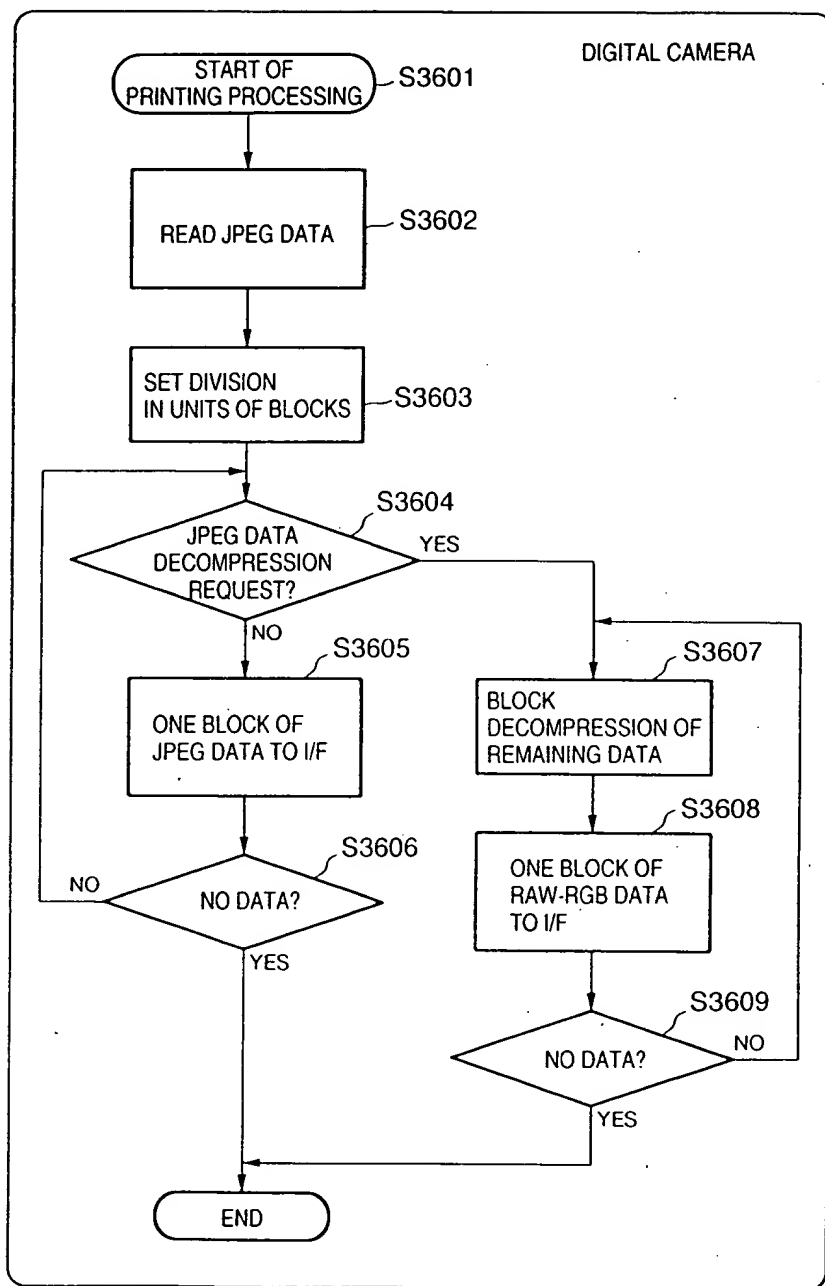 DIGITAL CAMERA
START OF
PRINTING PROCESSING
S3601
READ JPEG DATA
S3602
SET DIVISION
IN UNITS OF BLOCKS
S3603
S3604
JPEG DATA
DECOMPRESSION
REQUEST?
YES
NO
S3605
ONE BLOCK OF
JPEG DATA TO I/F
S3606
NO DATA?
NO
YES
S3607
BLOCK
DECOMPRESSION OF
REMAINING DATA
S3608
ONE BLOCK OF
RAW-RGB DATA
TO I/F
S3609
NO DATA?
NO
YES
END